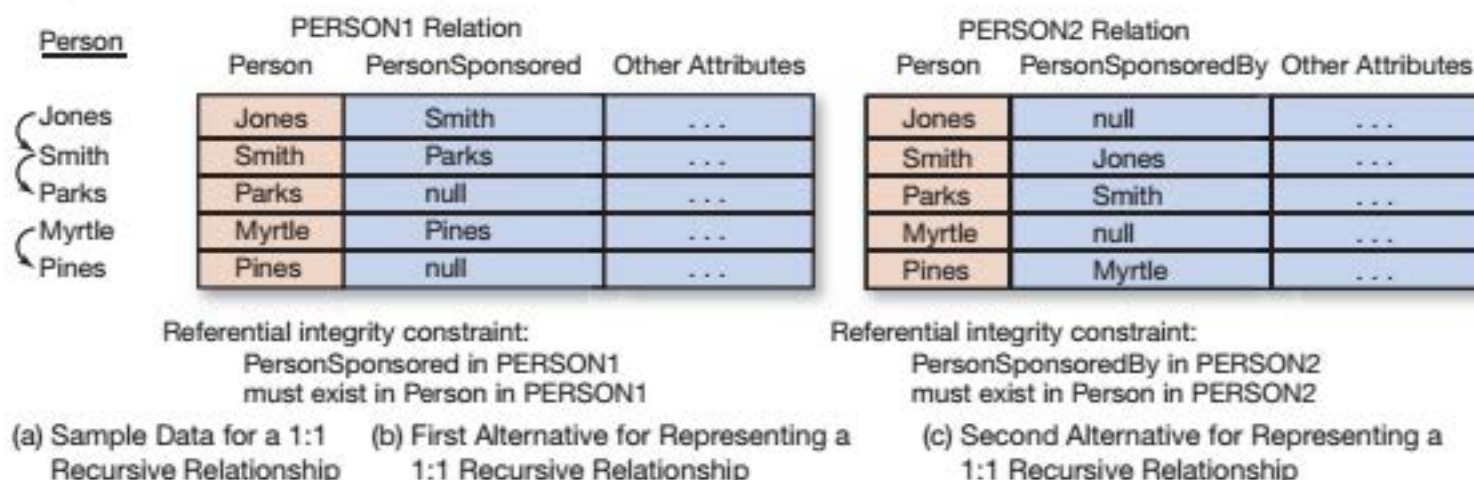 Person
Jones
Smith
Parks
Myrtle
Pines
PERSON1 Relation
Person PersonSponsored Other Attributes
Jones Smith . . .
Smith Parks . . .
Parks null . . .
Myrtle Pines . . .
Pines null . . .
Referential integrity constraint:
PersonSponsored in PERSON1
must exist in Person in PERSON1
PERSON2 Relation
Person PersonSponsoredBy Other Attributes
Jones null . . .
Smith Jones . . .
Parks Smith . . .
Myrtle null . . .
Pines Myrtle . . .
Referential integrity constraint:
PersonSponsoredBy in PERSON2
must exist in Person in PERSON2
(a) Sample Data for a 1:1
Recursive Relationship
(b) First Alternative for Representing a
1:1 Recursive Relationship
(c) Second Alternative for Representing a
1:1 Recursive Relationship